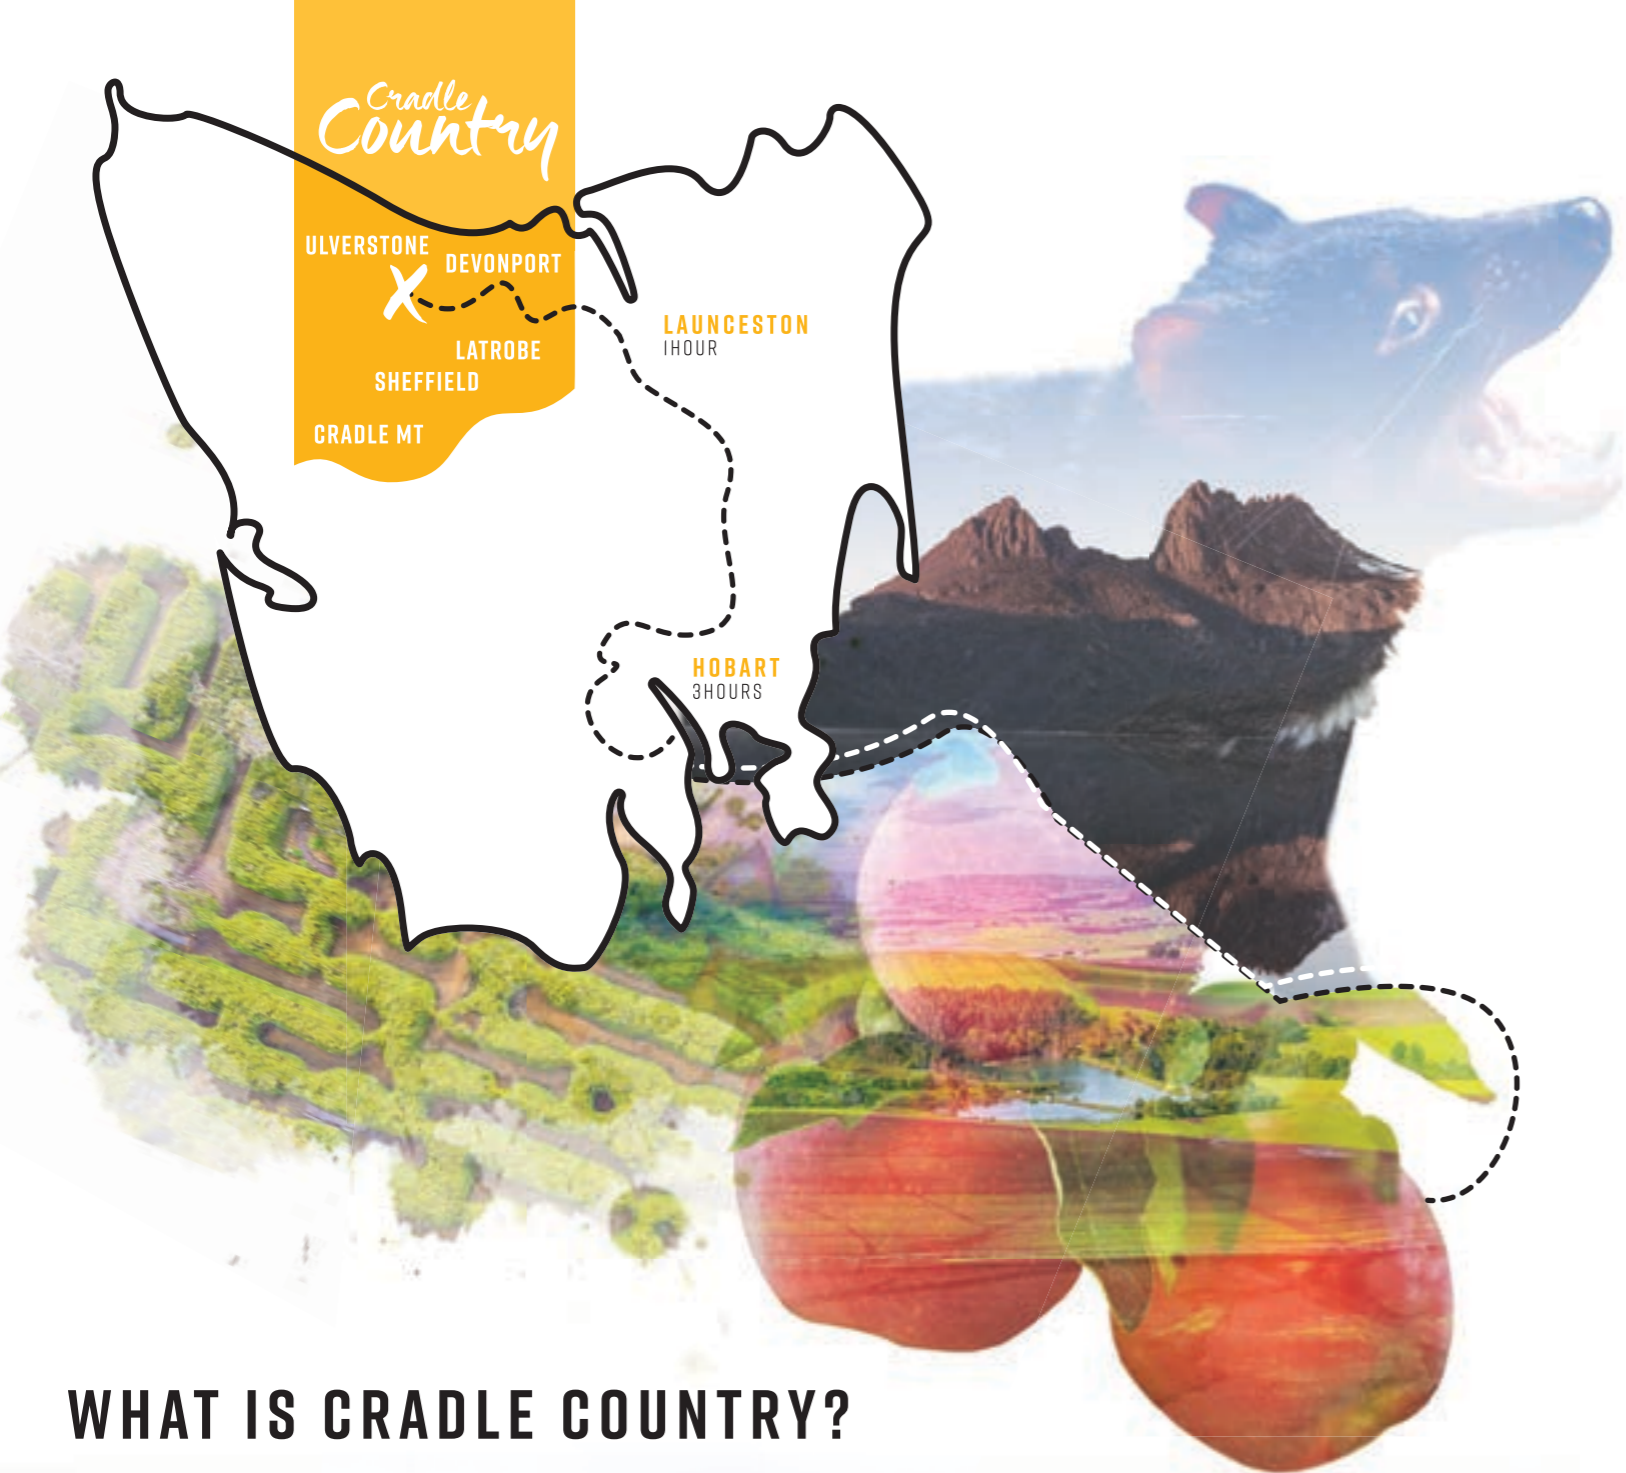 Cradle
Country
ULVERSTONE
DEVONPORT
X
LAUNCESTON
1HOUR
LATROBE
SHEFFIELD
CRADLE MT
HOBART
3HOURS
WHAT IS CRADLE COUNTRY?